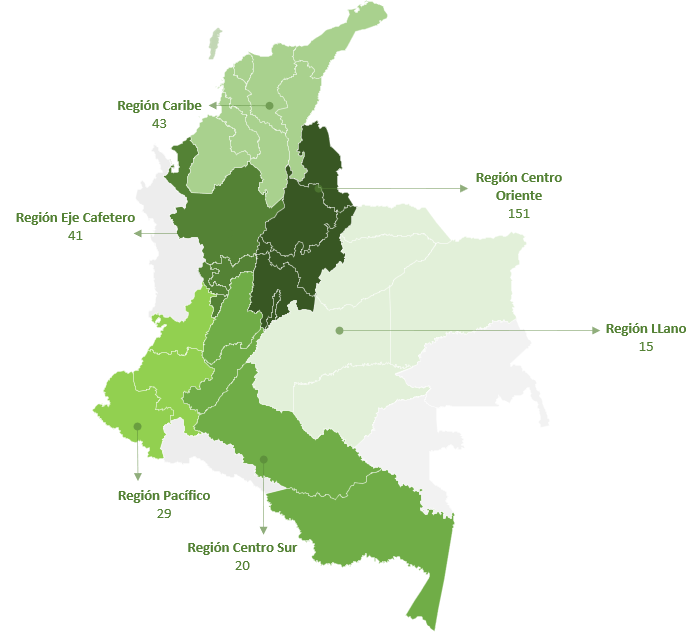 Región Caribe
43
Región Centro
Oriente
151
Región Eje Cafetero
41
Región LLano
15
Región Pacífico
29
Región Centro Sur
20